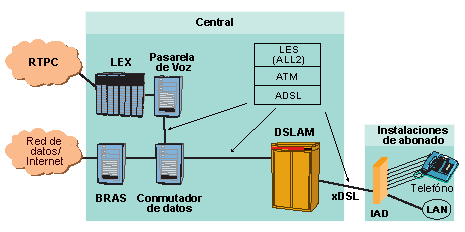 Central
RTPC
LEX
Pasarela
de Voz
LES
(ALL2)
ATM
ADSL
Red de
datos/
Internet
BRAS
Conmutador
de datos
DSLAM
xDSL
Instalaciones
de abonado
Telefóno
IAD
LAN